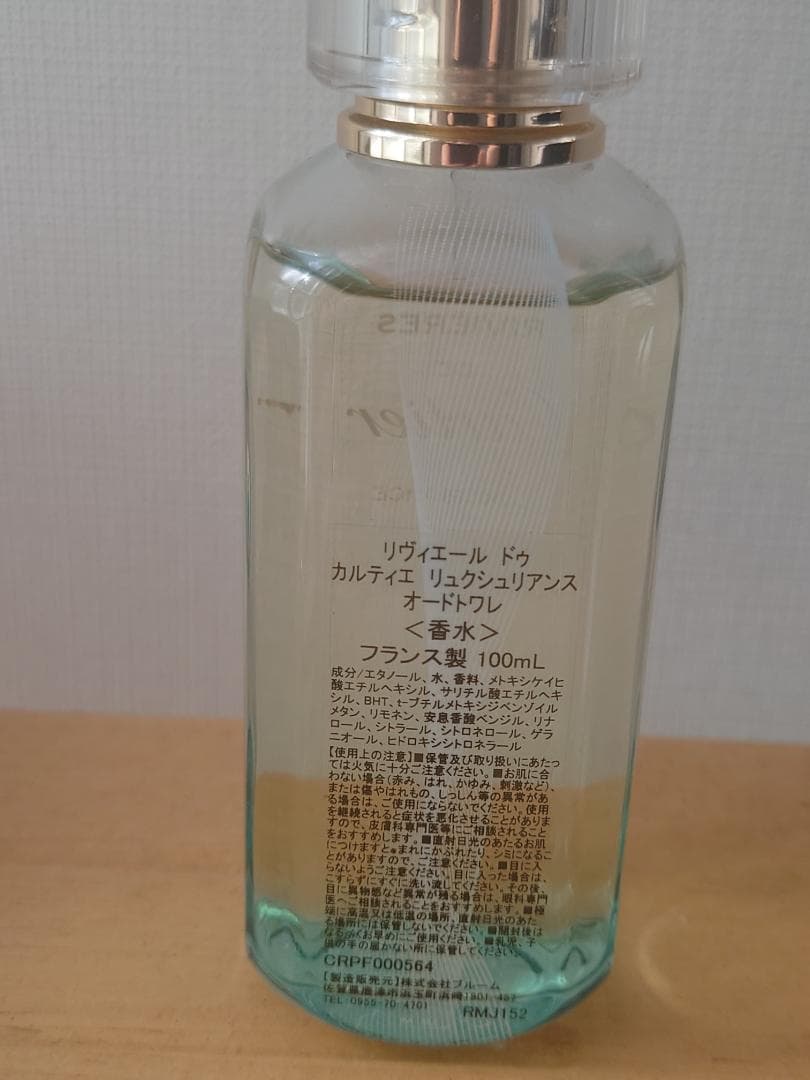 リヴィエール ドゥ
カルティエ リュクシュリアンス
オードトワレ
＜香水＞
フランス製 100mL
成分/エタノール、水、香料、メトキシケイヒ
酸エチルヘキシル、サリチル酸エチルヘキ
シル、BHT、t-ブチルメトキシジベンゾイル
メタン、リモネン、安息香酸ベンジル、リナ
ロール、シトラール、シトロネロール、ゲラ
ニオール、ヒドロキシシトロネラール
【使用上の注意】■保管及び取り扱いにあたっ
ては火気に十分ご注意ください。■お肌に合
わない場合(赤み、はれ、かゆみ、刺激など)、
または傷やはれもの、しっしん等の異常があ
る場合は、ご使用にならないでください。使用
を継続されると症状を悪化させることがありま
すので、皮膚科専門医等にご相談されること
をおすすめします。■直射日光のあたるお肌
につけますと、まれにかぶれたり、シミになるこ
とがありますので、ご注意ください。■目に入
らないようご注意ください。目に入った場合は、
こすらずにすぐに洗い流してください。その後、
目に異物感など異常が残る場合は、眼科専門
医へご相談されることをおすすめします。■極
端に高温又は低温の場所、直射日光のあた
る場所には保管しないでください。■開封後は
なるべくお早めにご使用ください。■乳児、子
供の手の届かない所に保管してください。
CRPF000564
【製造販売元】株式会社ブルーム
佐賀県唐津市浜玉町浜崎1901-452
TEL:0955-70-4701
RMJ152